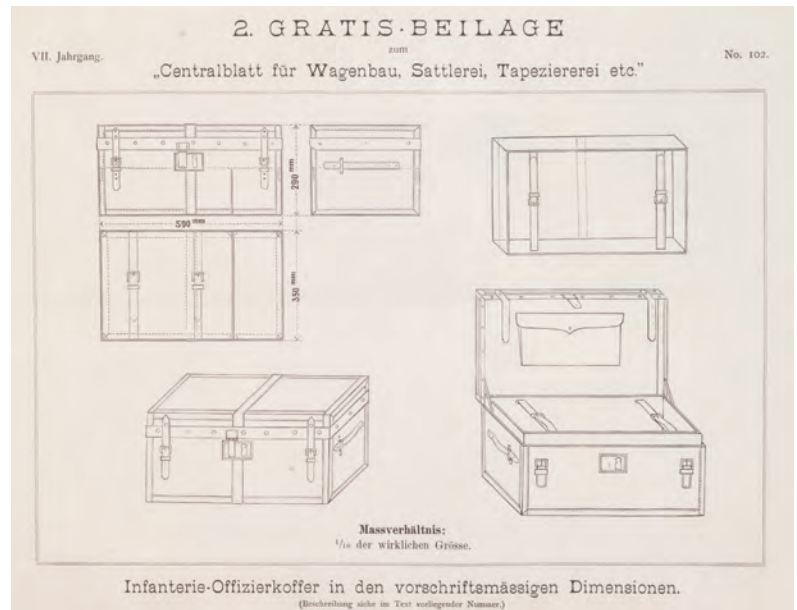 2. GRATIS-BEILAGE
zum
VII. Jahrgang.
No. 102.
„Centralblatt für Wagenbau, Sattlerei, Tapeziererei etc."
290 mm
590 mm
350 mm
Massverhältnis:
1/10 der wirklichen Grösse.
Infanterie-Offizierkoffer in den vorschriftsmässigen Dimensionen.
(Beschreibung siehe im Text vorliegender Nummer.)